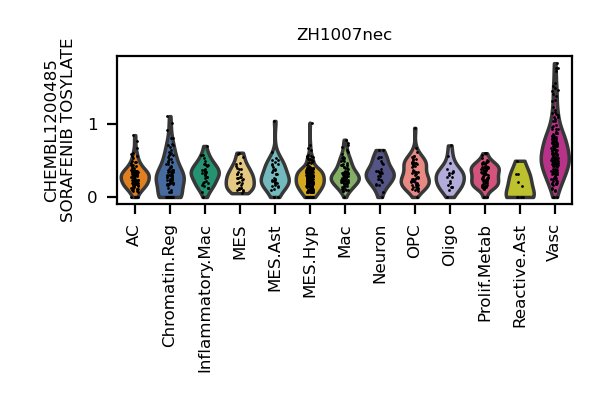 ZH1007nec
CHEMBL1200485
SORAFENIB TOSYLATE
1
0
AC
Chromatin.Reg
Inflammatory.Mac
MES
MES.Ast
MES.Hyp
Mac
Neuron
OPC
Oligo
Prolif.Metab
Reactive.Ast
Vasc